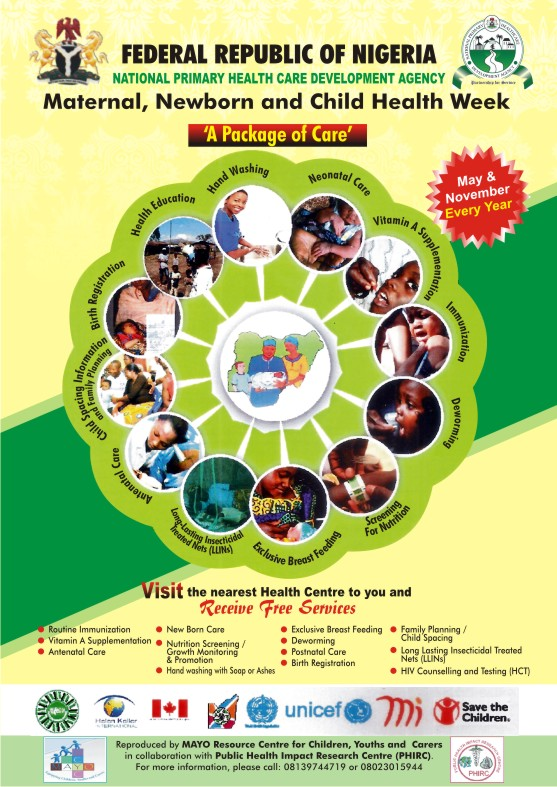 FEDERAL REPUBLIC OF NIGERIA
NATIONAL PRIMARY HEALTH CARE DEVELOPMENT AGENCY
Maternal, Newborn and Child Health Week
'A Package of Care'
May &
November
Every Year
Partnership for Service
Hand Washing
Neonatal Care
Vitamin A Supplementation
Immunization
Deworming
Screening
For Nutrition
Exclusive Breast Feeding
Long-Lasting Insecticidal
Treated Nets (LLINs)
Antenatal Care
Child Spacing Information
and Family Planning
Birth Registration
Health Education
Visit the nearest Health Centre to you and
Receive Free Services
Routine Immunization
Vitamin A Supplementation
Antenatal Care
New Born Care
Nutrition Screening /
Growth Monitoring
& Promotion
Hand washing with Soap or Ashes
Exclusive Breast Feeding
Deworming
Postnatal Care
Birth Registration
Family Planning /
Child Spacing
Long Lasting Insecticidal Treated
Nets (LLINs)
HIV Counselling and Testing (HCT)
Helen Keller
INTERNATIONAL
unicef
mi
Save the
Children.
MAYO
Reproduced by MAYO Resource Centre for Children, Youths and Carers
in collaboration with Public Health Impact Research Centre (PHIRC).
For more information, please call: 08139744719 or 08023015944
PHIRC